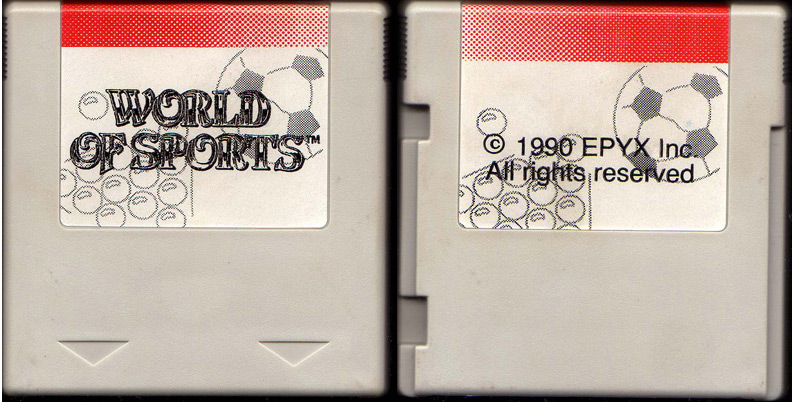 WORLD
OF SPORTS™
© 1990 EPYX Inc.
All rights reserved